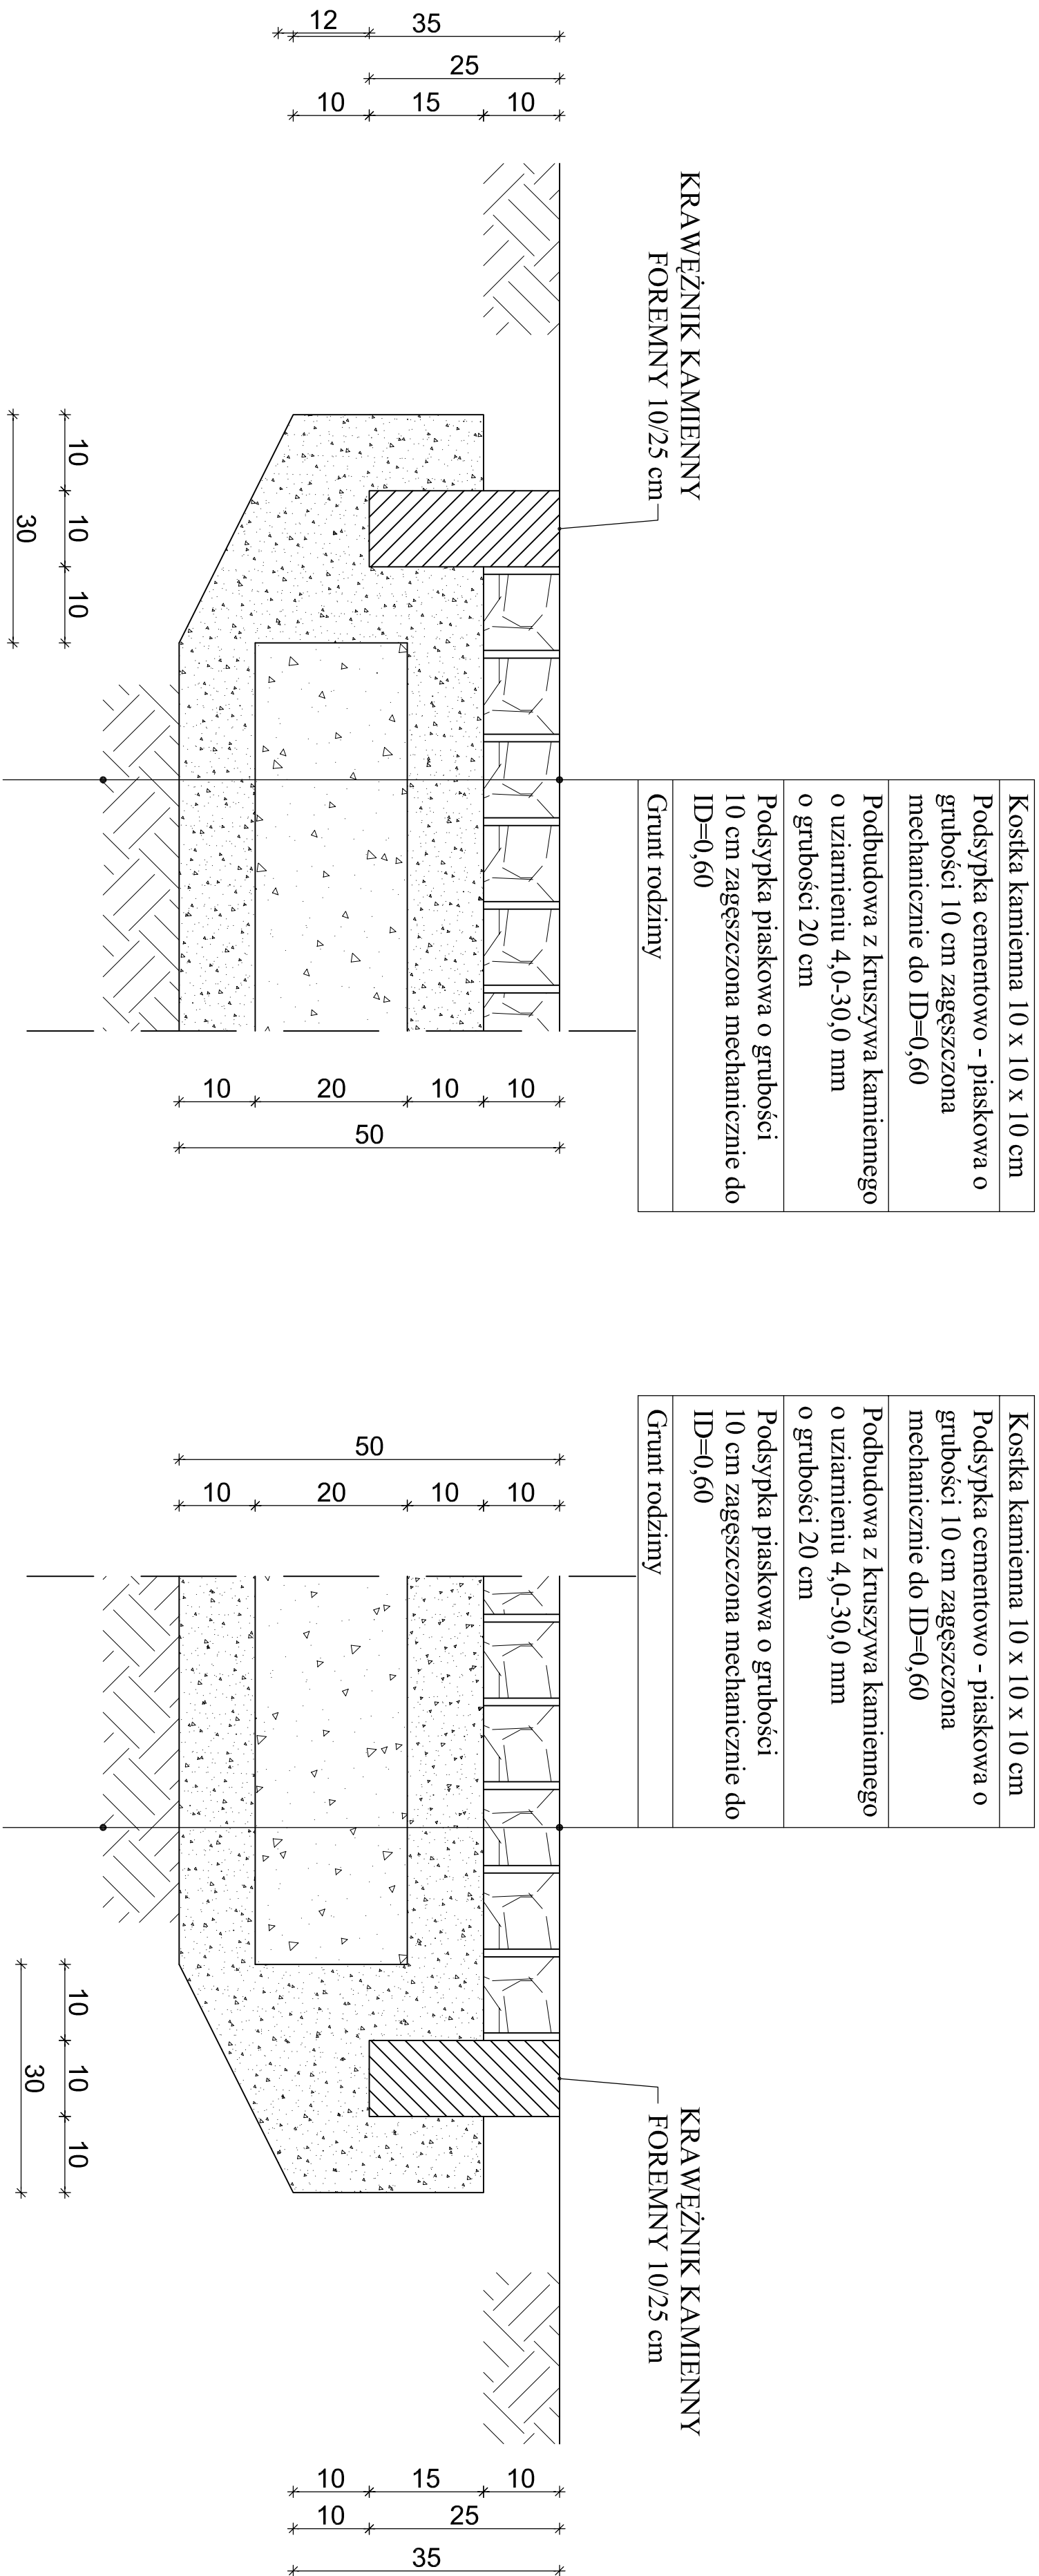 Kostka kamienna 10 x 10 x 10 cm
Podsypka cementowo - piaskowa o
grubości 10 cm zagęszczona
mechanicznie do ID=0,60
Podbudowa z kruszywa kamiennego
o uziarnieniu 4,0-30,0 mm
o grubości 20 cm
Podsypka piaskowa o grubości
10 cm zagęszczona mechanicznie do
ID=0,60
Grunt rodzimy
Kostka kamienna 10 x 10 x 10 cm
Podsypka cementowo - piaskowa o
grubości 10 cm zagęszczona
mechanicznie do ID=0,60
Podbudowa z kruszywa kamiennego
o uziarnieniu 4,0-30,0 mm
o grubości 20 cm
Podsypka piaskowa o grubości
10 cm zagęszczona mechanicznie do
ID=0,60
Grunt rodzimy
KRAWĘŻNIK KAMIENNY
FOREMNY 10/25 cm
KRAWĘŻNIK KAMIENNY
FOREMNY 10/25 cm
12 35
25
10 15 10
10 10 10
30
10 20 10 10
50
50
10 20 10 10
10 10 10
30
10 15 10
10 25
35